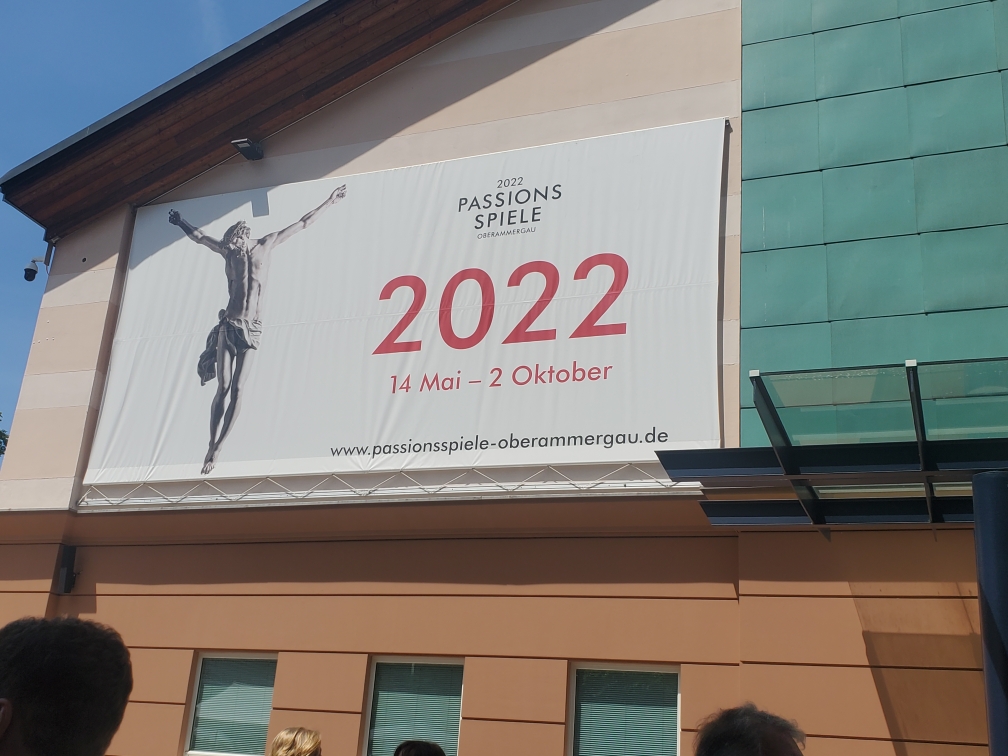 2022
PASSIONS
SPIELE
OBERAMMERGAU
2022
14 Mai – 2 Oktober
www.passionsspiele-oberammergau.de